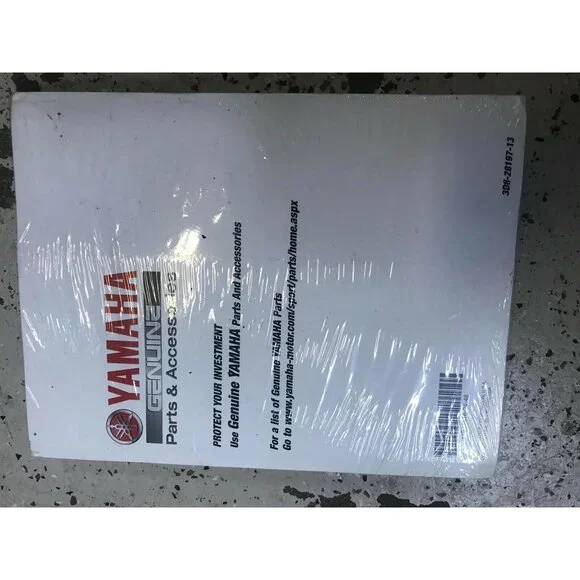 YAMAHA
GENUINE
Parts & Accessories
PROTECT YOUR INVESTMENT
Use Genuine YAMAHA Parts And Accessories
For a list of Genuine YAMAHA Parts
Go to www.yamaha-motor.com/sport/parts/home.aspx
3D8-28197-13